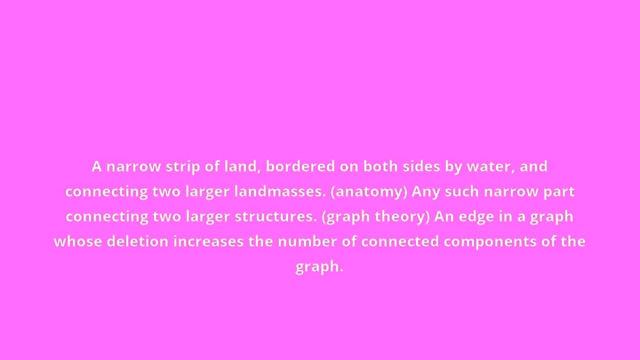 A narrow strip of land, bordered on both sides by water, and
connecting two larger landmasses. (anatomy) Any such narrow part
connecting two larger structures. (graph theory) An edge in a graph
whose deletion increases the number of connected components of the
graph.